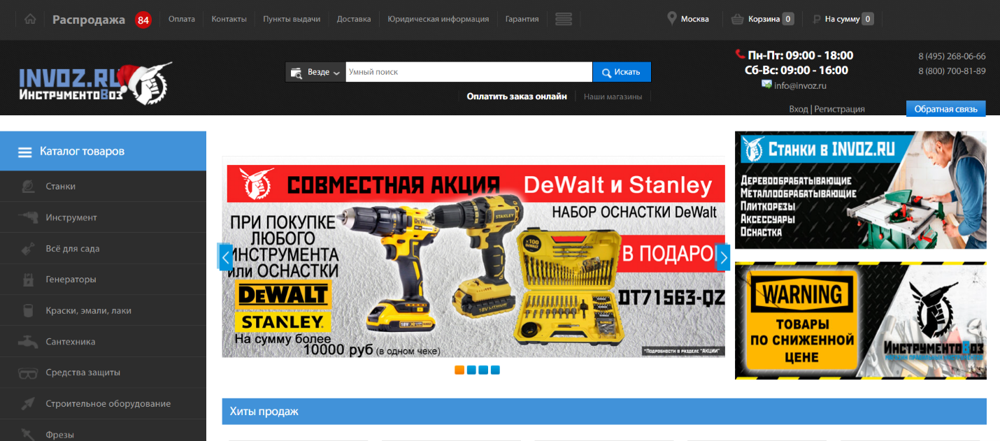 Распродажа 84 Оплата Контакты Пункты выдачи Доставка Юридическая информация Гарантия Москва Корзина 0 На сумму 0
INVOZ.RU
ИнструментоВоз
Везде Умный поиск Искать
Оплатить заказ онлайн Наши магазины
Пн-Пт: 09:00 - 18:00
Сб-Вс: 09:00 - 16:00
info@invoz.ru
8 (495) 268-06-66
8 (800) 700-81-89
Вход | Регистрация Обратная связь
Каталог товаров
Станки
Инструмент
Всё для сада
Генераторы
Краски, эмали, лаки
Сантехника
Средства защиты
Строительное оборудование
Фрезы
СОВМЕСТНАЯ АКЦИЯ DeWalt и Stanley
НАБОР ОСНАСТКИ DeWalt
ПРИ ПОКУПКЕ
ЛЮБОГО
ИНСТРУМЕНТА
или ОСНАСТКИ
DEWALT
STANLEY
На сумму более
10000 руб (в одном чеке)
STANLEY
x100
DEWALT
18V
18V LITHIUM
В ПОДАРО
DT71563-QZ
*Подробности в разделе "АКЦИИ"
Станки в INVOZ.RU
Деревообрабатывающие
Металлообрабатывающие
Плиткорезы
Аксессуары
Оснастка
WARNING
ТОВАРЫ
ПО СНИЖЕННОЙ
ЦЕНЕ
ИнструментоВоз
Хиты продаж